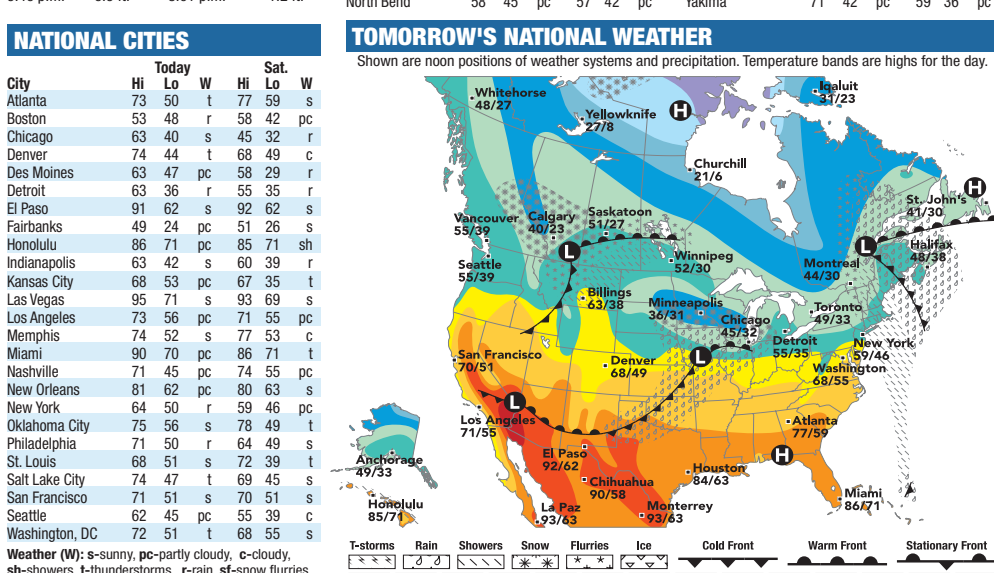 North Bend 58 45 pc 57 42 pc Yakima 71 42 pc 59 36 pc
NATIONAL CITIES
Today Sat.
City Hi Lo W Hi Lo W
Atlanta 73 50 t 77 59 s
Boston 53 48 r 58 42 pc
Chicago 63 40 s 45 32 r
Denver 74 44 t 68 49 c
Des Moines 63 47 pc 58 29 r
Detroit 63 36 r 55 35 r
El Paso 91 62 s 92 62 s
Fairbanks 49 24 pc 51 26 s
Honolulu 86 71 pc 85 71 sh
Indianapolis 63 42 s 60 39 r
Kansas City 68 53 pc 67 35 t
Las Vegas 95 71 s 93 69 s
Los Angeles 73 56 pc 71 55 pc
Memphis 74 52 s 77 53 c
Miami 90 70 pc 86 71 t
Nashville 71 45 pc 74 55 pc
New Orleans 81 62 pc 80 63 s
New York 64 50 r 59 46 pc
Oklahoma City 75 56 s 78 49 t
Philadelphia 71 50 r 64 49 s
St. Louis 68 51 s 72 39 t
Salt Lake City 74 47 t 69 45 s
San Francisco 71 51 s 70 51 s
Seattle 62 45 pc 55 39 c
Washington, DC 72 51 t 68 55 s
Weather (W): s-sunny, pc-partly cloudy, c-cloudy,
sh-showers, t-thunderstorms, r-rain, sf-snow flurries,
TOMORROW'S NATIONAL WEATHER
Shown are noon positions of weather systems and precipitation. Temperature bands are highs for the day.
Whitehorse
48/27
Yellowknife
27/8
H
Iqaluit
31/23
Churchill
21/6
H
St. John's
41/30
Vancouver
55/39
Calgary
40/23
Saskatoon
51/27
L
L
Halifax
48/38
Seattle
55/39
Winnipeg
52/30
Montreal
44/30
Billings
63/38
Minneapolis
36/31
Chicago
45/32
Toronto
49/33
Detroit
55/35
New York
59/46
San Francisco
70/51
Denver
68/49
L
Washington
68/55
L
Los Angeles
71/55
Atlanta
77/59
El Paso
92/62
H
Anchorage
49/33
Chihuahua
90/58
Houston
84/63
Honolulu
85/71
La Paz
93/63
Monterrey
93/63
Miami
86/71
T-storms Rain Showers Snow Flurries Ice Cold Front Warm Front Stationary Front